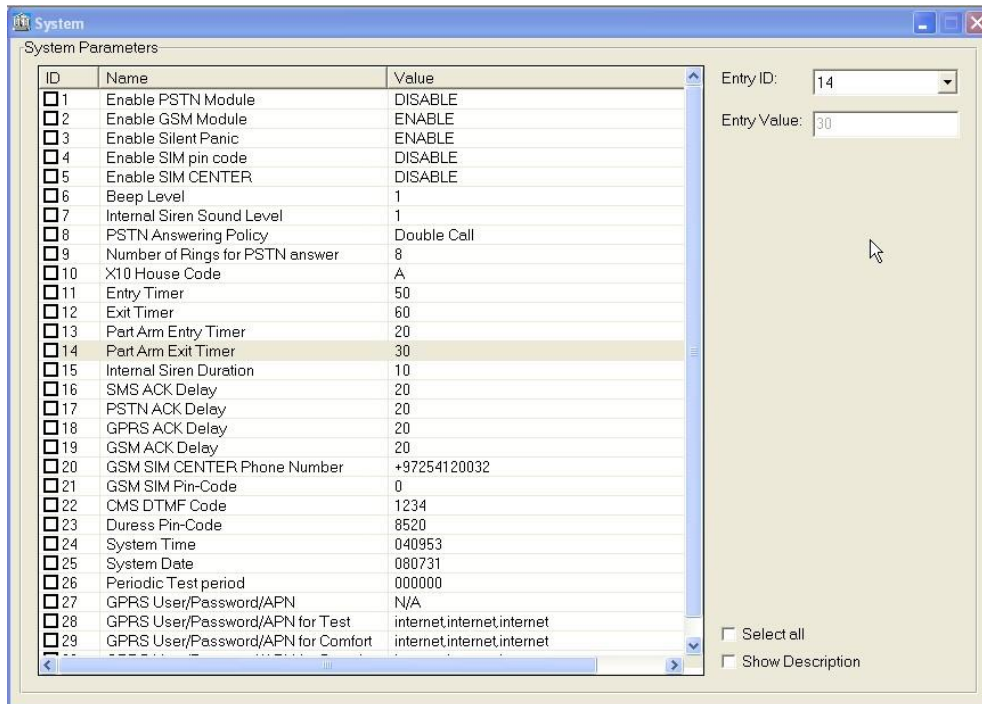 System
System Parameters
ID Name Value
1 Enable PSTN Module DISABLE
2 Enable GSM Module ENABLE
3 Enable Silent Panic ENABLE
4 Enable SIM pin code DISABLE
5 Enable SIM CENTER DISABLE
6 Beep Level 1
7 Internal Siren Sound Level 1
8 PSTN Answering Policy Double Call
9 Number of Rings for PSTN answer 8
10 X10 House Code A
11 Entry Timer 50
12 Exit Timer 60
13 Part Arm Entry Timer 20
14 Part Arm Exit Timer 30
15 Internal Siren Duration 10
16 SMS ACK Delay 20
17 PSTN ACK Delay 20
18 GPRS ACK Delay 20
19 GSM ACK Delay 20
20 GSM SIM CENTER Phone Number +97254120032
21 GSM SIM Pin-Code 0
22 CMS DTMF Code 1234
23 Duress Pin-Code 8520
24 System Time 040953
25 System Date 080731
26 Periodic Test period 000000
27 GPRS User/Password/APN N/A
28 GPRS User/Password/APN for Test internet,internet,internet
29 GPRS User/Password/APN for Comfort internet,internet,internet
Entry ID: 14
Entry Value: 30
Select all
Show Description